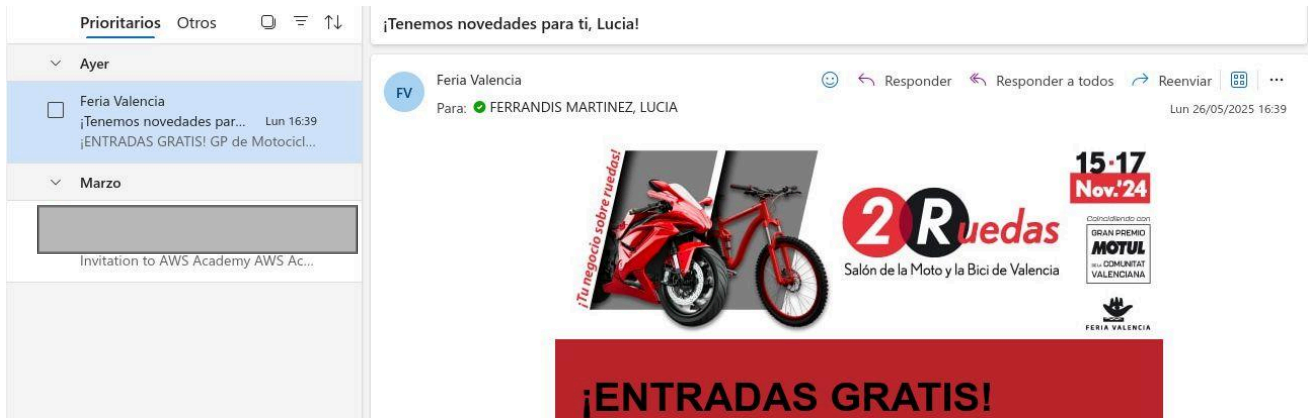 Prioritarios Otros
Ayer
Feria Valencia
¡Tenemos novedades par... Lun 16:39
¡ENTRADAS GRATIS! GP de Motocicl...
Marzo
Invitation to AWS Academy AWS Ac...
¡Tenemos novedades para ti, Lucia!
FV
Feria Valencia
Responder Responder a todos Reenviar
Para: FERRANDIS MARTINEZ, LUCIA
Lun 26/05/2025 16:39
¡Tu negocio sobre ruedas!
2Ruedas
Salón de la Moto y la Bici de Valencia
15·17
Nov.'24
Coincidiendo con
GRAN PREMIO
MOTUL
DE LA COMUNITAT
VALENCIANA
FERIA VALENCIA
¡ENTRADAS GRATIS!